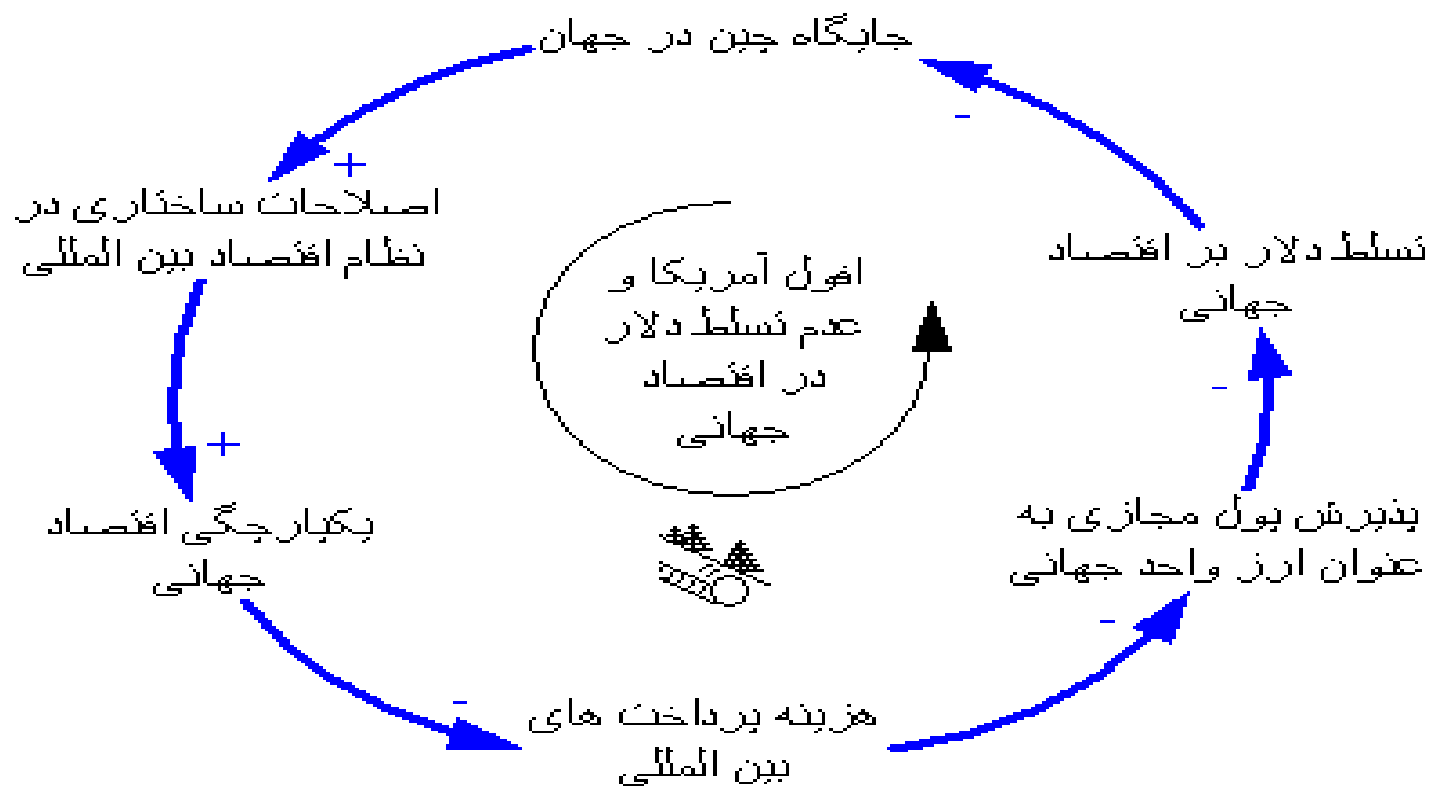 جایگاه چین در جهان
+
-
اصلاحات ساختاری در
نظام اقتصاد بین المللی
تسلط دلار بر اقتصاد
جهانی
افول آمریکا و
عدم تسلط دلار
در اقتصاد
جهانی
-
+
یکپارچگی اقتصاد
جهانی
پذیرش پول مجازی به
عنوان ارز واحد جهانی
-
-
هزینه پرداخت های
بین المللی